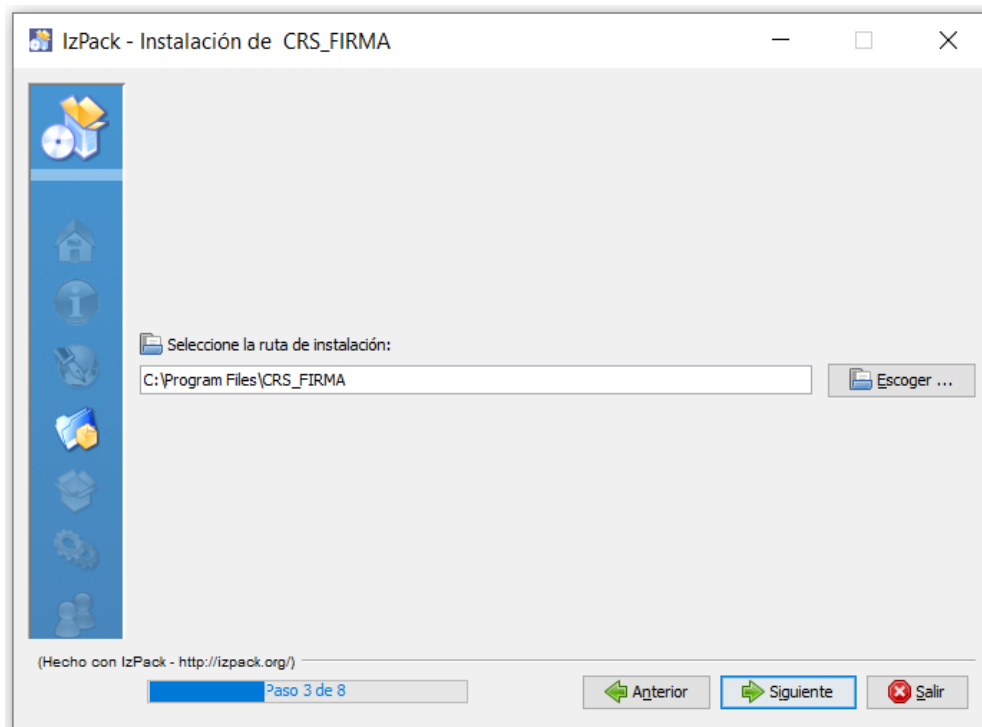 IzPack - Instalación de CRS_FIRMA
Seleccione la ruta de instalación:
C:\Program Files\CRS_FIRMA
Escoger ...
(Hecho con IzPack - http://izpack.org/)
Paso 3 de 8
Anterior
Siguiente
Salir